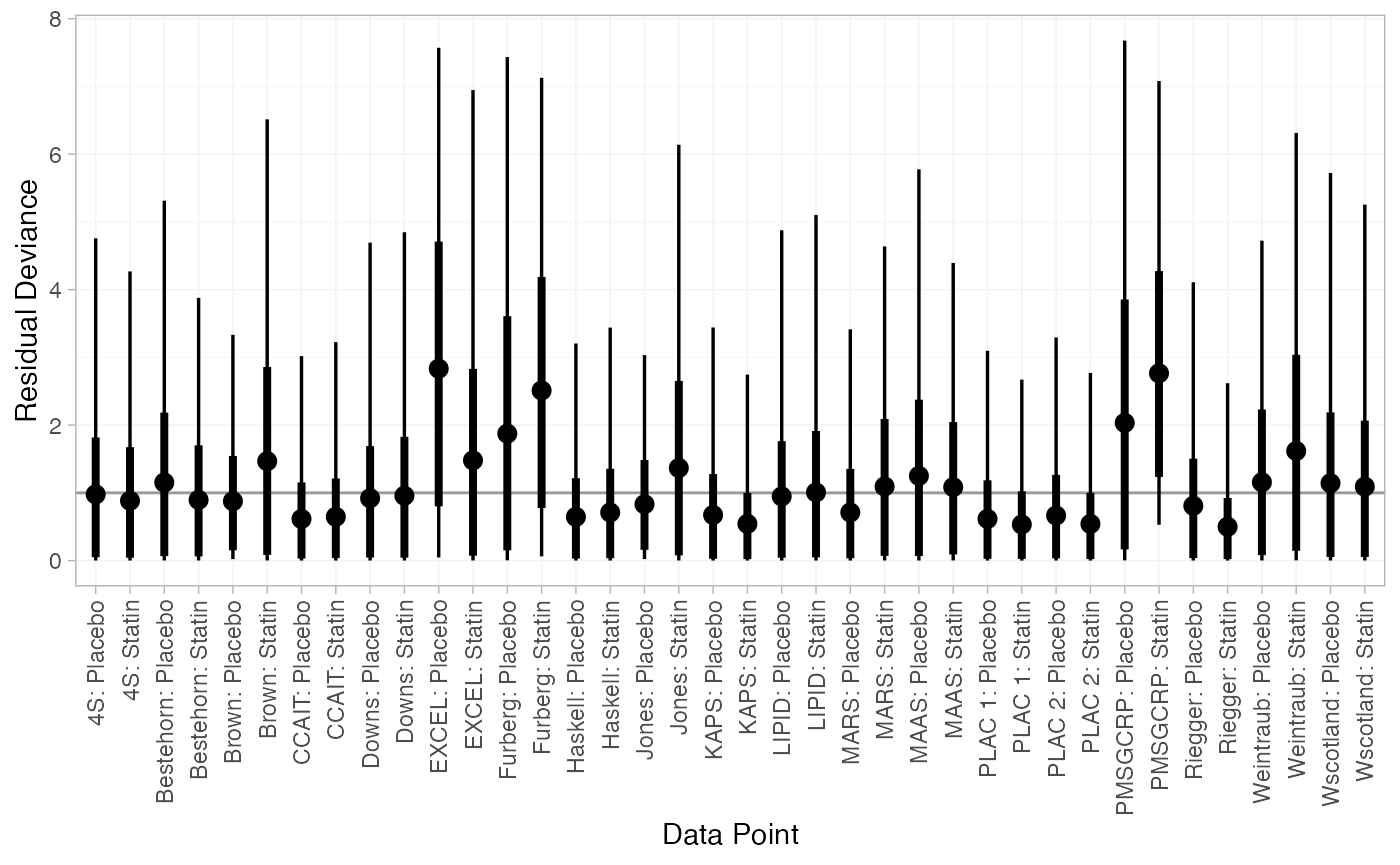 8
6
4
2
0
Residual Deviance
4S: Placebo
4S: Statin
Bestehorn: Placebo
Bestehorn: Statin
Brown: Placebo
Brown: Statin
CCAIT: Placebo
CCAIT: Statin
Downs: Placebo
Downs: Statin
EXCEL: Placebo
EXCEL: Statin
Furberg: Placebo
Furberg: Statin
Haskell: Placebo
Haskell: Statin
Jones: Placebo
Jones: Statin
KAPS: Placebo
KAPS: Statin
LIPID: Placebo
LIPID: Statin
MARS: Placebo
MARS: Statin
MAAS: Placebo
MAAS: Statin
PLAC 1: Placebo
PLAC 1: Statin
PLAC 2: Placebo
PLAC 2: Statin
PMSGCRP: Placebo
PMSGCRP: Statin
Riegger: Placebo
Riegger: Statin
Weintraub: Placebo
Weintraub: Statin
Wscotland: Placebo
Wscotland: Statin
Data Point